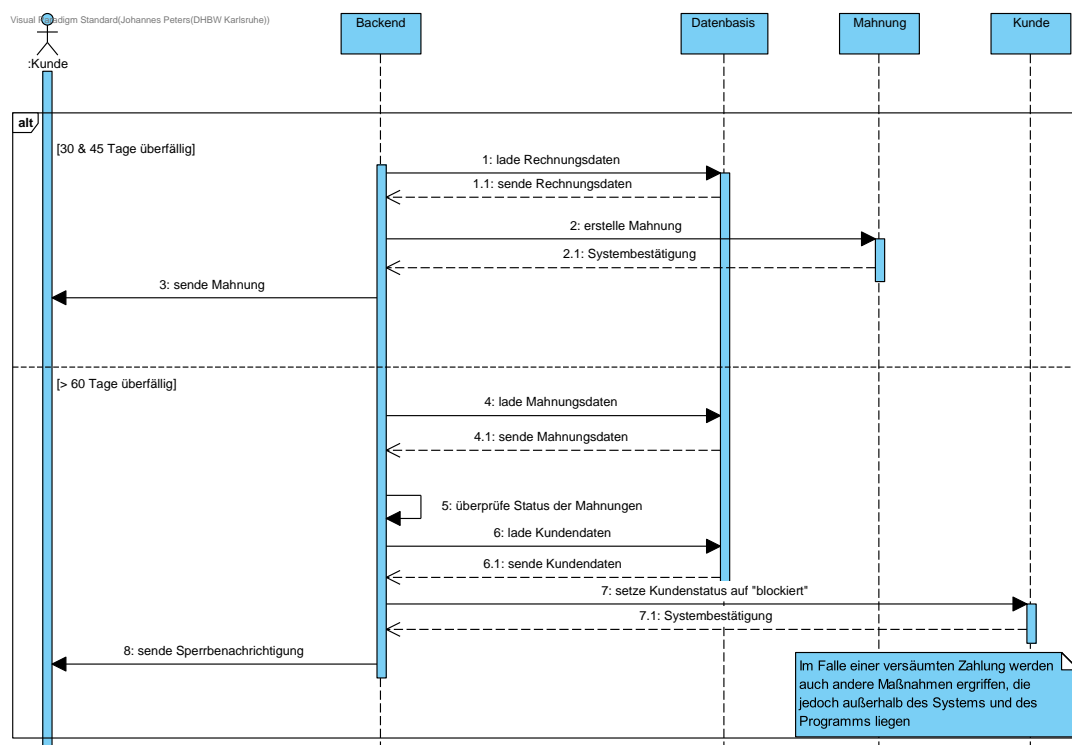 Visual Paradigm Standard(Johannes Peters(DHBW Karlsruhe))
Backend
Datenbasis
Mahnung
Kunde
:Kunde
alt
[30 & 45 Tage überfällig]
1: lade Rechnungsdaten
1.1: sende Rechnungsdaten
2: erstelle Mahnung
2.1: Systembestätigung
3: sende Mahnung
[> 60 Tage überfällig]
4: lade Mahnungsdaten
4.1: sende Mahnungsdaten
5: überprüfe Status der Mahnungen
6: lade Kundendaten
6.1: sende Kundendaten
7: setze Kundenstatus auf "blockiert"
7.1: Systembestätigung
8: sende Sperrbenachrichtigung
Im Falle einer versäumten Zahlung werden
auch andere Maßnahmen ergriffen, die
jedoch außerhalb des Systems und des
Programms liegen